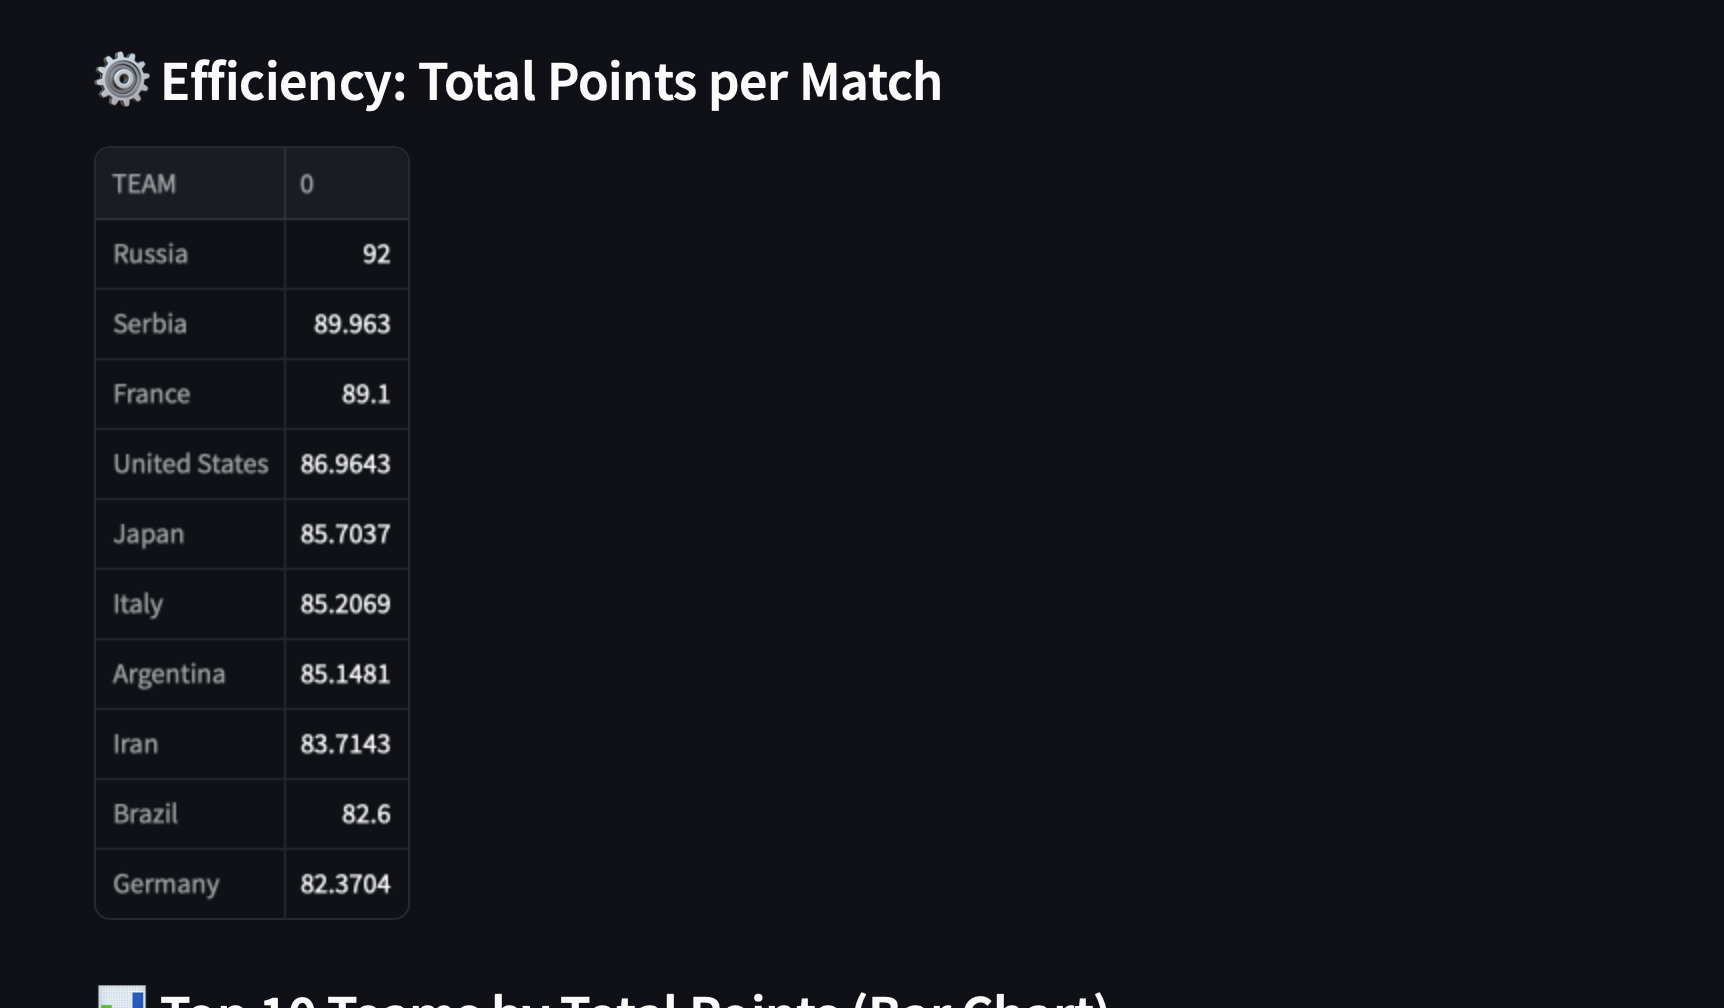 Efficiency: Total Points per Match
TEAM 0
Russia 92
Serbia 89.963
France 89.1
United States 86.9643
Japan 85.7037
Italy 85.2069
Argentina 85.1481
Iran 83.7143
Brazil 82.6
Germany 82.3704
Top 10 Teams by Total Points (Bar Chart)